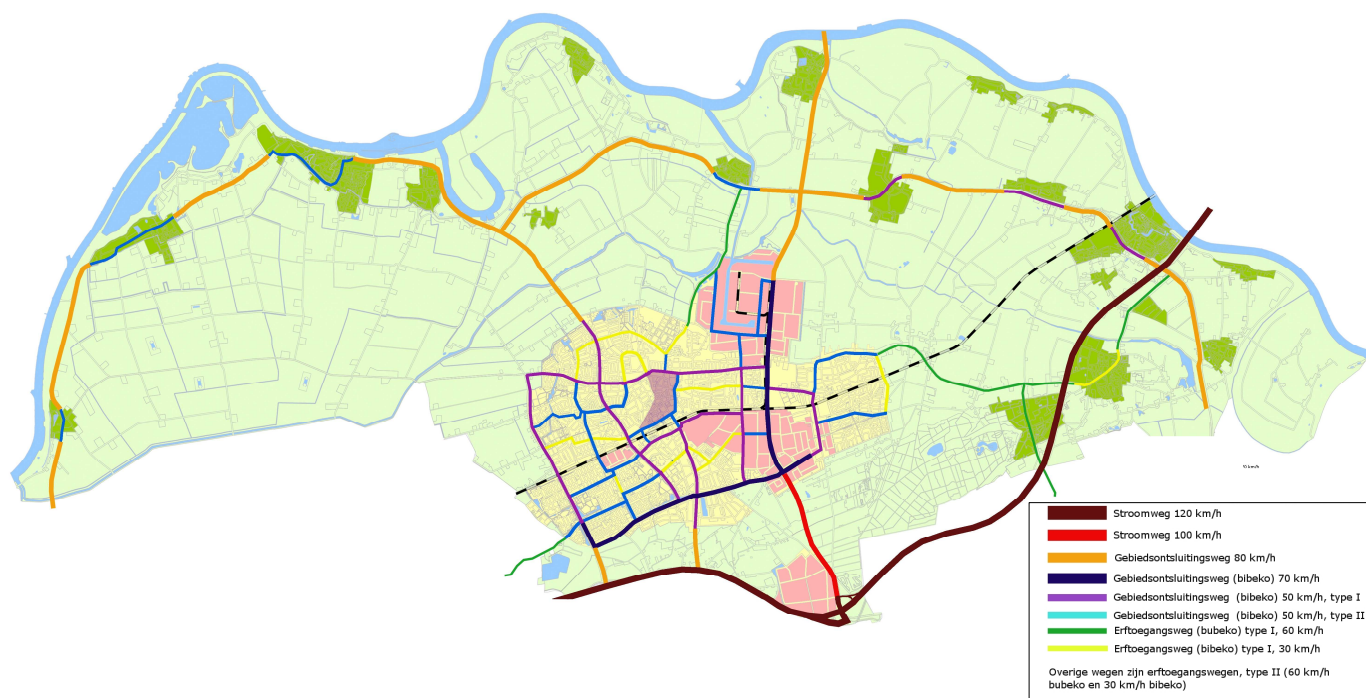 10 km/h
Stroomweg 120 km/h
Stroomweg 100 km/h
Gebiedsontsluitingsweg 80 km/h
Gebiedsontsluitingsweg (bibeko) 70 km/h
Gebiedsontsluitingsweg (bibeko) 50 km/h, type I
Gebiedsontsluitingsweg (bibeko) 50 km/h, type II
Erftoegangsweg (bubeko) type I, 60 km/h
Erftoegangsweg (bibeko) type I, 30 km/h
Overige wegen zijn erftoegangswegen, type II (60 km/h
bubeko en 30 km/h bibeko)